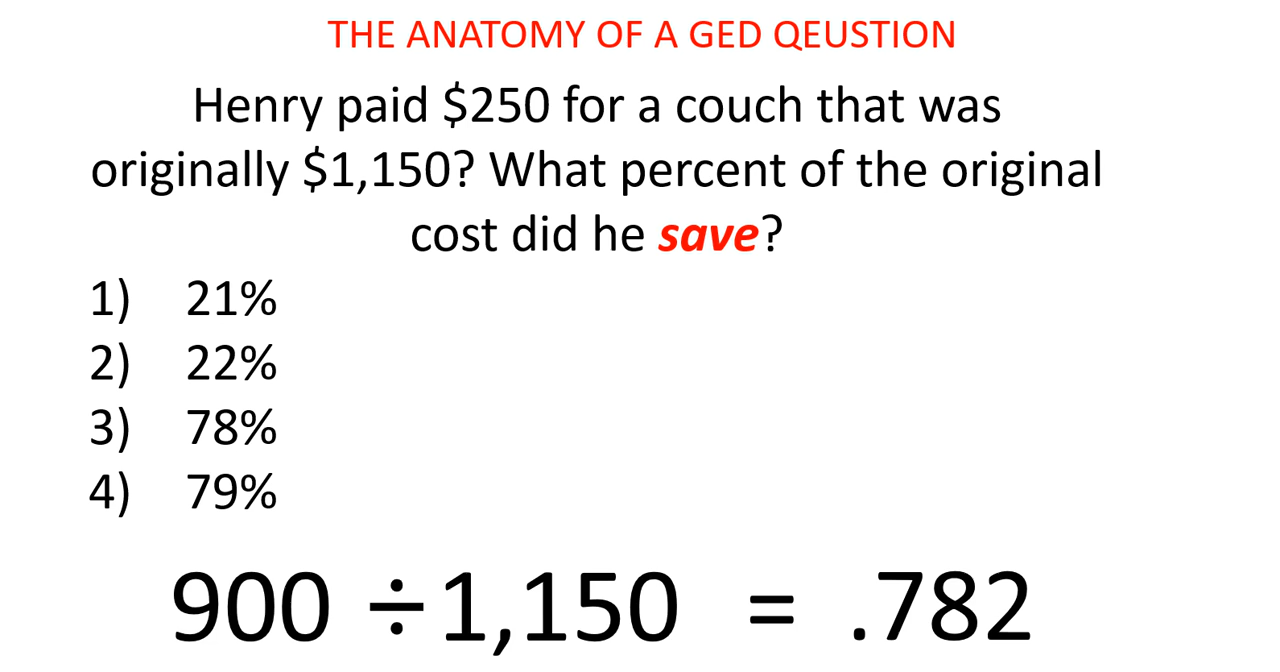 THE ANATOMY OF A GED QEUSTION
Henry paid $250 for a couch that was
originally $1,150? What percent of the original
cost did he save?
1) 21%
2) 22%
3) 78%
4) 79%
900 ÷1,150 = .782